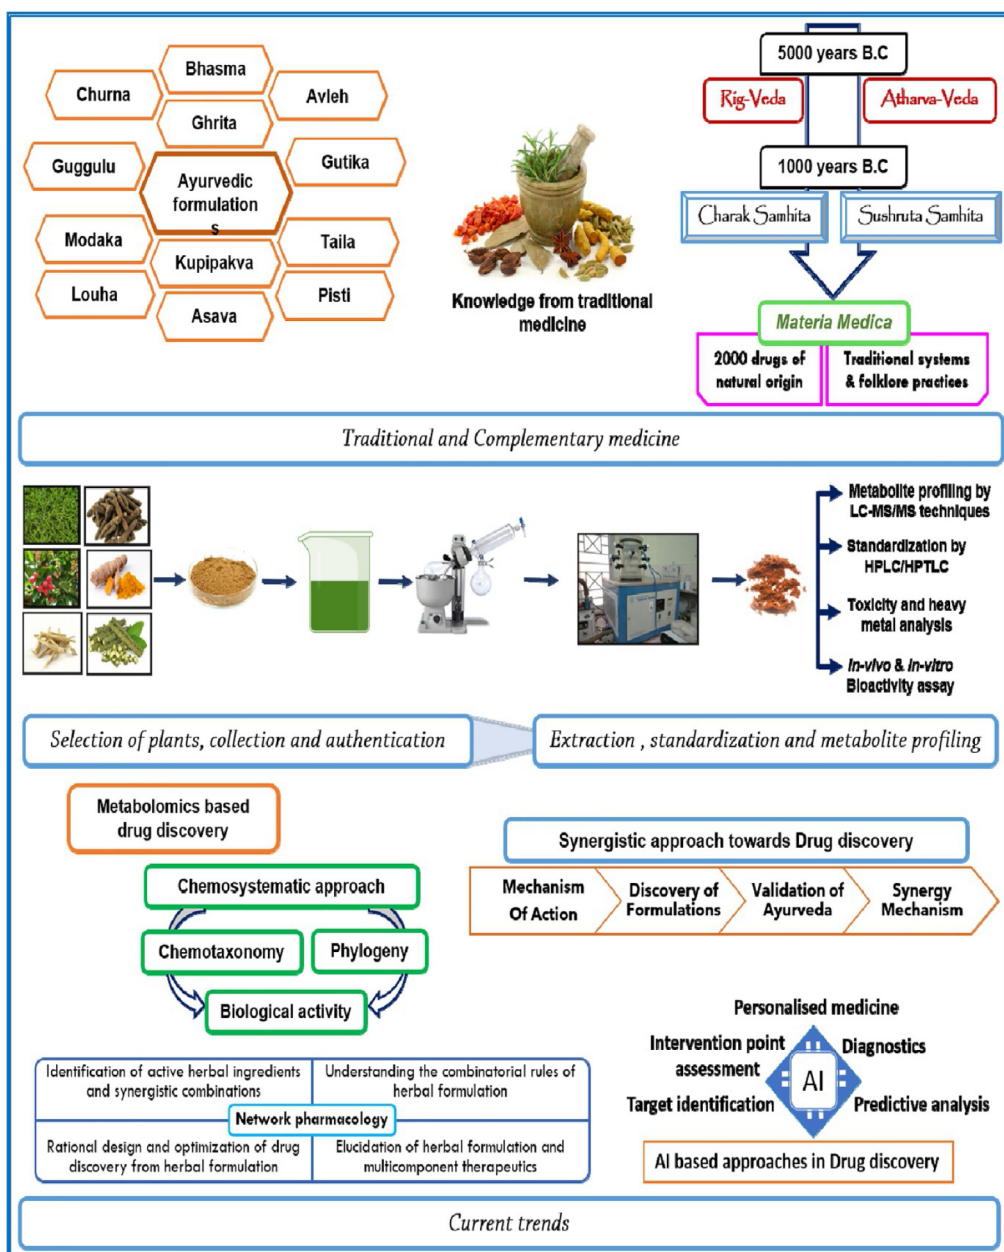 Bhasma
Churna
Avleh
Ghrita
Guggulu
Gutika
Ayurvedic
formulation
s
Modaka
Taila
Kupipakva
Louha
Pisti
Asava
Knowledge from traditional
medicine
5000 years B.C
Rig-Veda
Atharva-Veda
1000 years B.C
Charak Samhita
Sushruta Samhita
Materia Medica
2000 drugs of
natural origin
Traditional systems
& folklore practices
Traditional and Complementary medicine
Metabolite profiling by
LC-MS/MS techniques
Standardization by
HPLC/HPTLC
Toxicity and heavy
metal analysis
In-vivo & in-vitro
Bioactivity assay
Selection of plants, collection and authentication
Extraction , standardization and metabolite profiling
Metabolomics based
drug discovery
Chemosystematic approach
Chemotaxonomy
Phylogeny
Biological activity
Synergistic approach towards Drug discovery
Mechanism
Of Action
Discovery of
Formulations
Validation of
Ayurveda
Synergy
Mechanism
Identification of active herbal ingredients
and synergistic combinations
Understanding the combinatorial rules of
herbal formulation
Network pharmacology
Rational design and optimization of drug
discovery from herbal formulation
Elucidation of herbal formulation and
multicomponent therapeutics
Personalised medicine
Intervention point
assessment
Diagnostics
AI
Target identification
Predictive analysis
AI based approaches in Drug discovery
Current trends